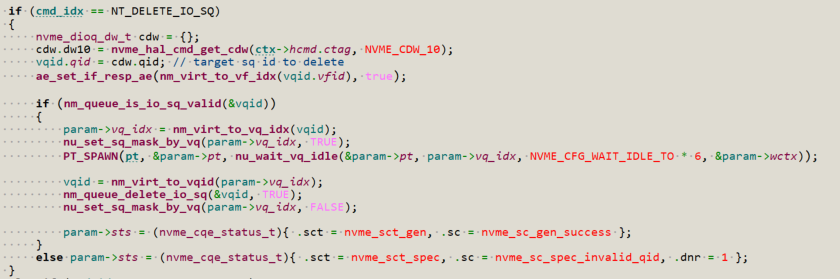 if (cmd_idx == NT_DELETE_IO_SQ)
{
nvme_dioq_dw_t cdw = {};
cdw.dw10 = nvme_hal_cmd_get_cdw(ctx->hcmd.ctag, NVME_CDW_10);
vqid.qid = cdw.qid; // target sq id to delete
ae_set_if_resp_ae(nm_virt_to_vf_idx(vqid.vfid), true);
if (nm_queue_is_io_sq_valid(&vqid))
{
param->vq_idx = nm_virt_to_vq_idx(vqid);
nu_set_sq_mask_by_vq(param->vq_idx, TRUE);
PT_SPAWN(pt, &param->pt, nu_wait_vq_idle(&param->pt, param->vq_idx, NVME_CFG_WAIT_IDLE_TO * 6, &param->wctx));
vqid = nm_virt_to_vqid(param->vq_idx);
nm_queue_delete_io_sq(&vqid, TRUE);
nu_set_sq_mask_by_vq(param->vq_idx, FALSE);
param->sts = (nvme_cqe_status_t){ .sct = nvme_sct_gen, .sc = nvme_sc_gen_success };
}
else param->sts = (nvme_cqe_status_t){ .sct = nvme_sct_spec, .sc = nvme_sc_spec_invalid_qid, .dnr = 1 };
}